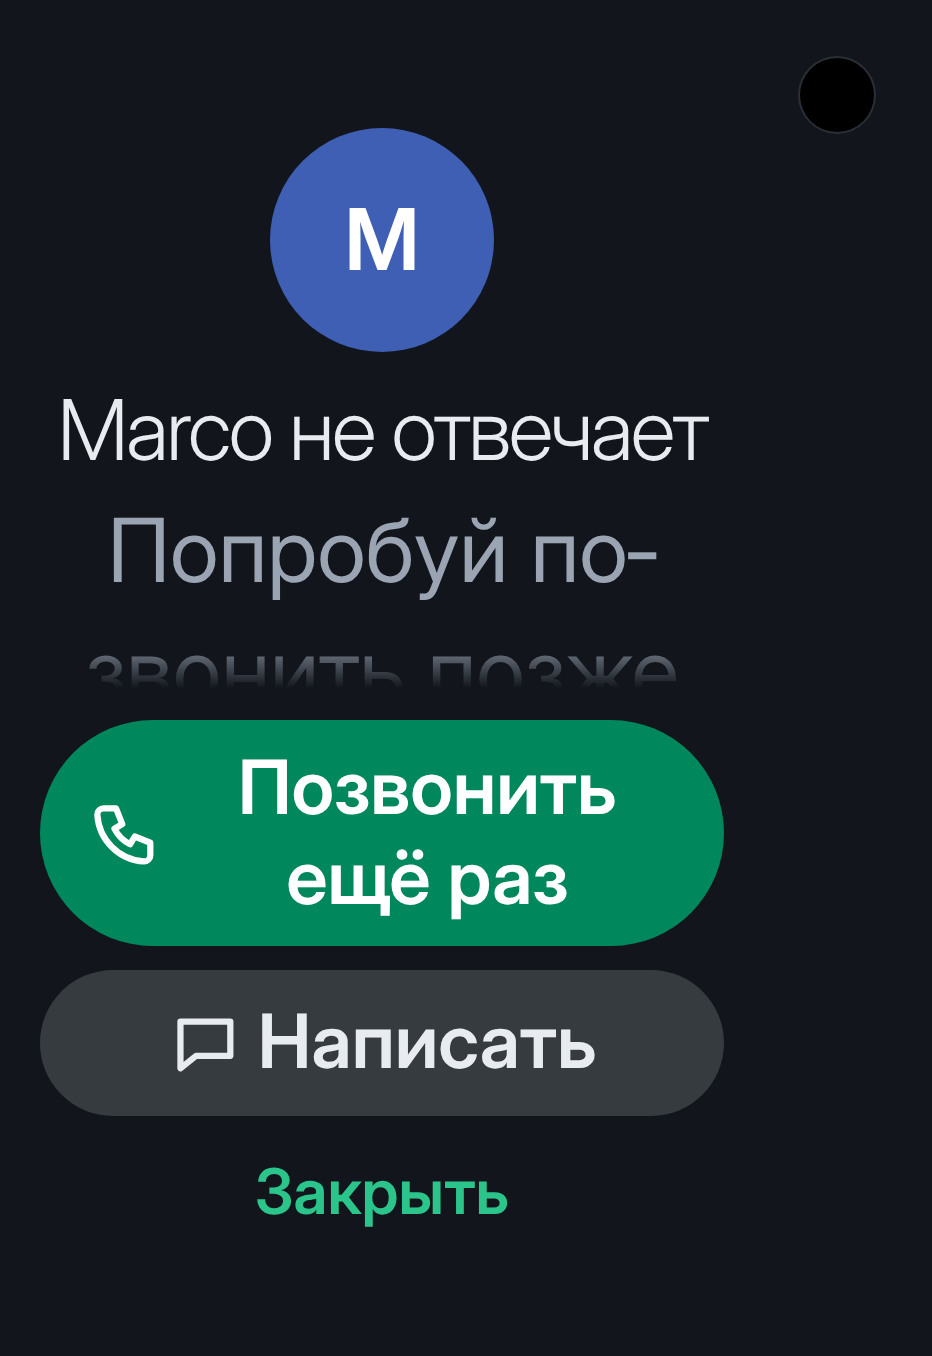 M
Marco не отвечает
Попробуй по-
звонить позже
Позвонить
ещё раз
Написать
Закрыть